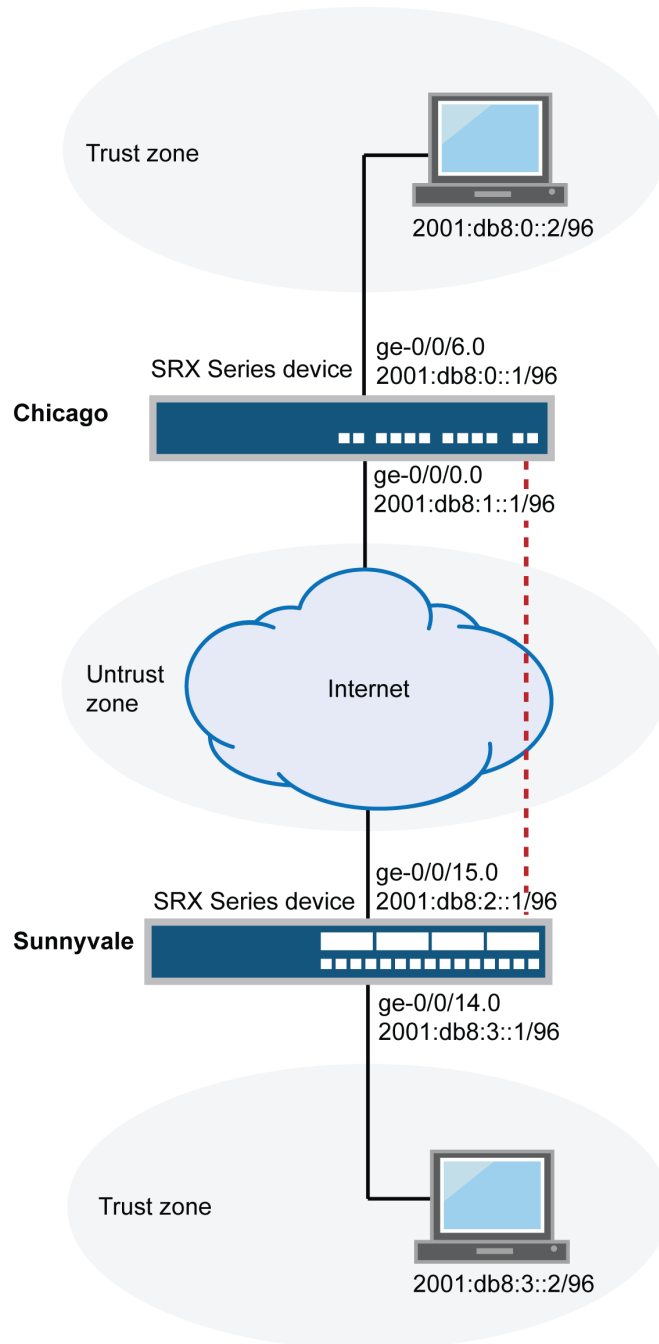 Trust zone
2001:db8:0::2/96
ge-0/0/6.0
SRX Series device
2001:db8:0::1/96
Chicago
ge-0/0/0.0
2001:db8:1::1/96
Untrust
zone
Internet
ge-0/0/15.0
SRX Series device
2001:db8:2::1/96
Sunnyvale
ge-0/0/14.0
2001:db8:3::1/96
Trust zone
2001:db8:3::2/96